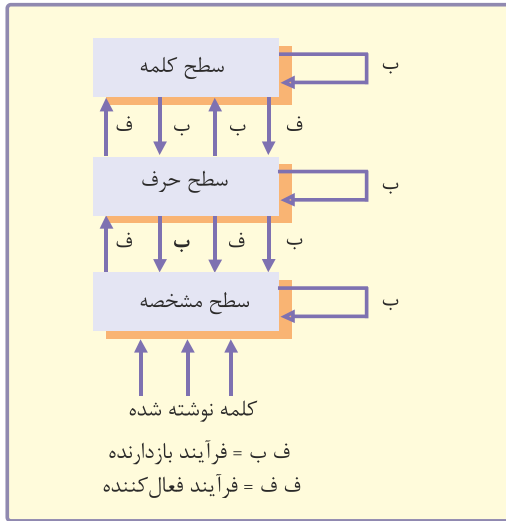 سطح کلمه
ب
ف ب ب ف
سطح حرف
ب
ف ب ف ب
سطح مشخصه
ب
کلمه نوشته شده
ف ب = فرآیند بازدارنده
ف ف = فرآیند فعال‌کننده